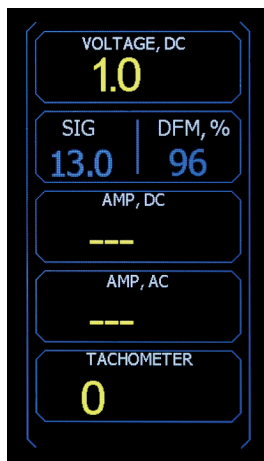 VOLTAGE, DC
1.0
SIG DFM, %
13.0 96
AMP, DC
---
AMP, AC
---
TACHOMETER
0